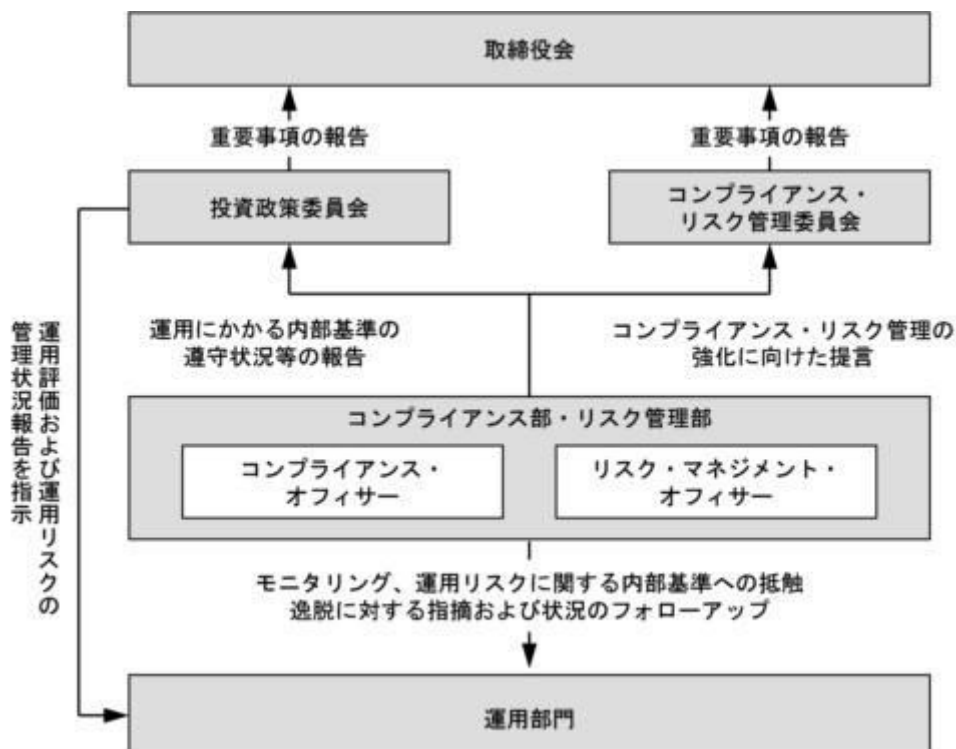 取締役会
重要事項の報告
重要事項の報告
投資政策委員会
コンプライアンス・
リスク管理委員会
運用にかかる内部基準の
遵守状況等の報告
コンプライアンス・リスク管理の
強化に向けた提言
運用評価および運用リスクの
管理状況報告を指示
コンプライアンス部・リスク管理部
コンプライアンス・
オフィサー
リスク・マネジメント・
オフィサー
モニタリング、運用リスクに関する内部基準への抵触
逸脱に対する指摘および状況のフォローアップ
運用部門